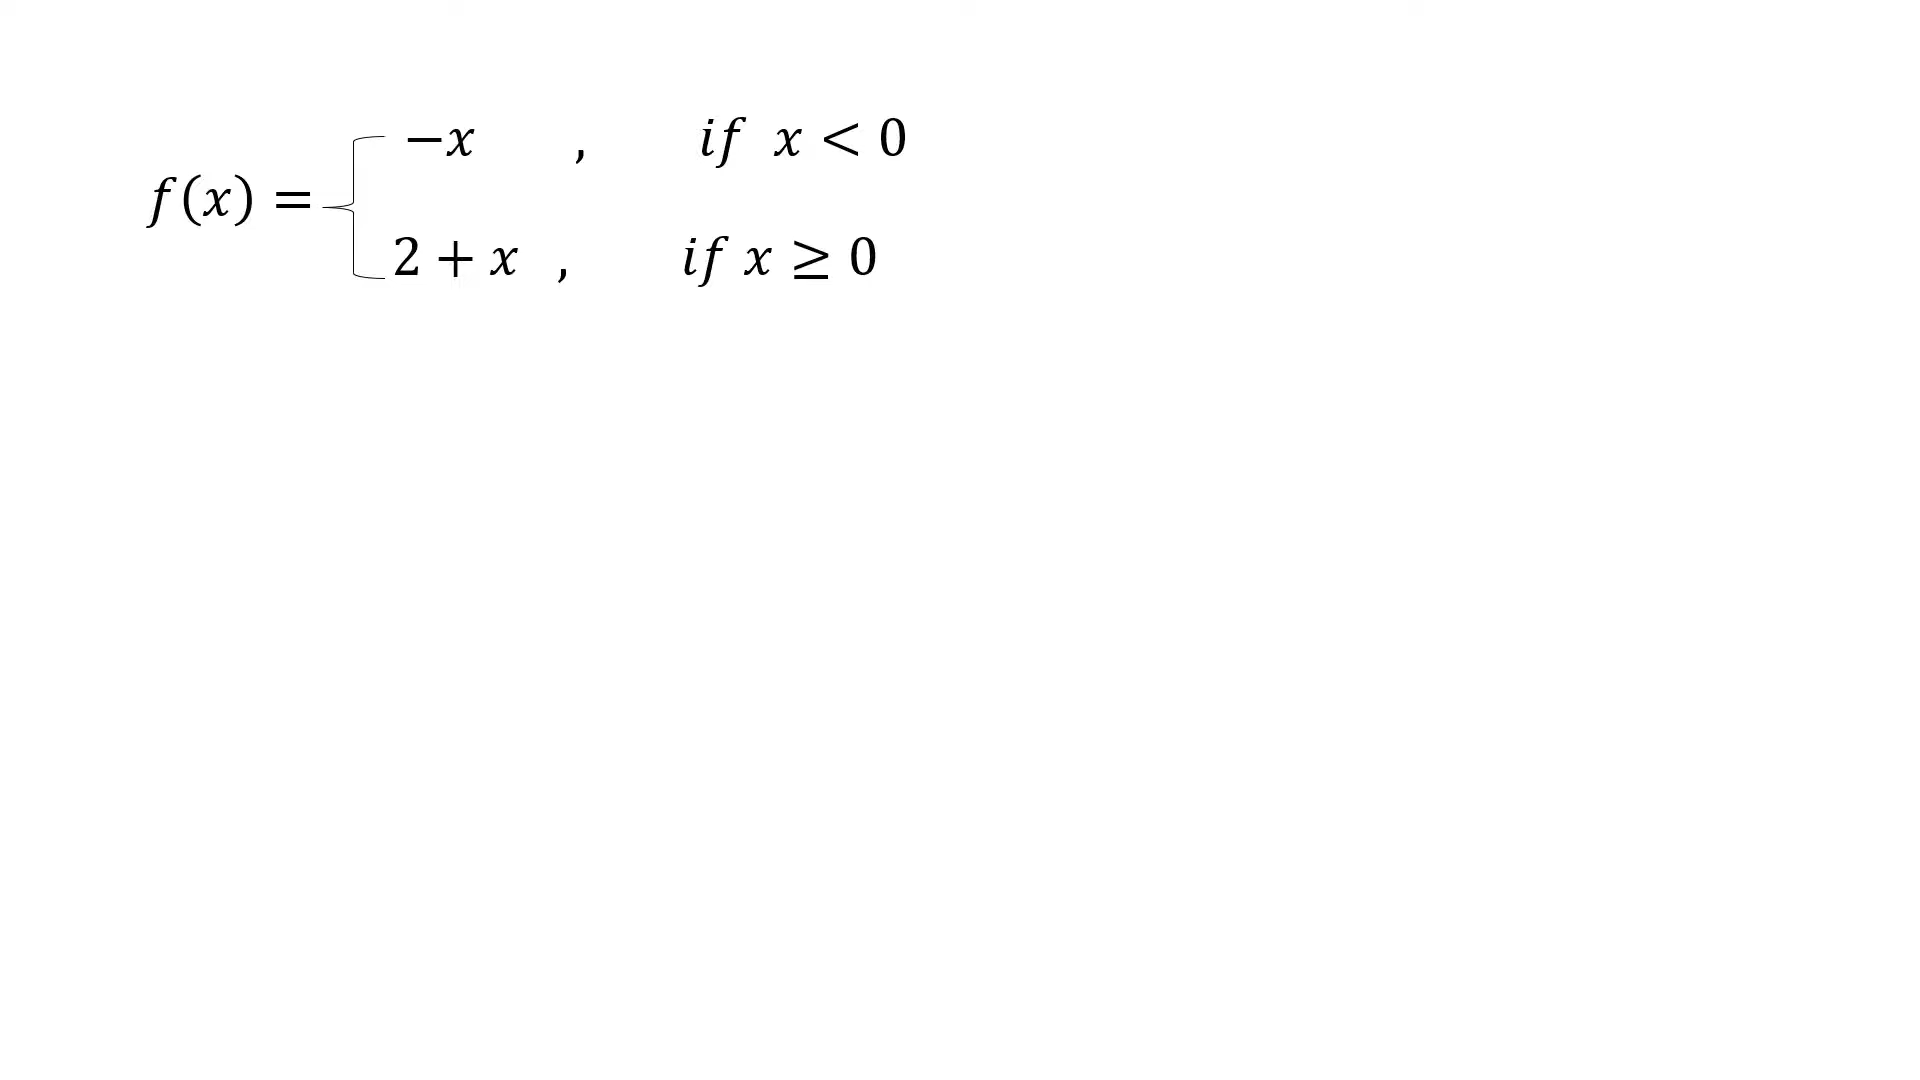 −x , if x < 0
f(x) =
2 + x , if x ≥ 0